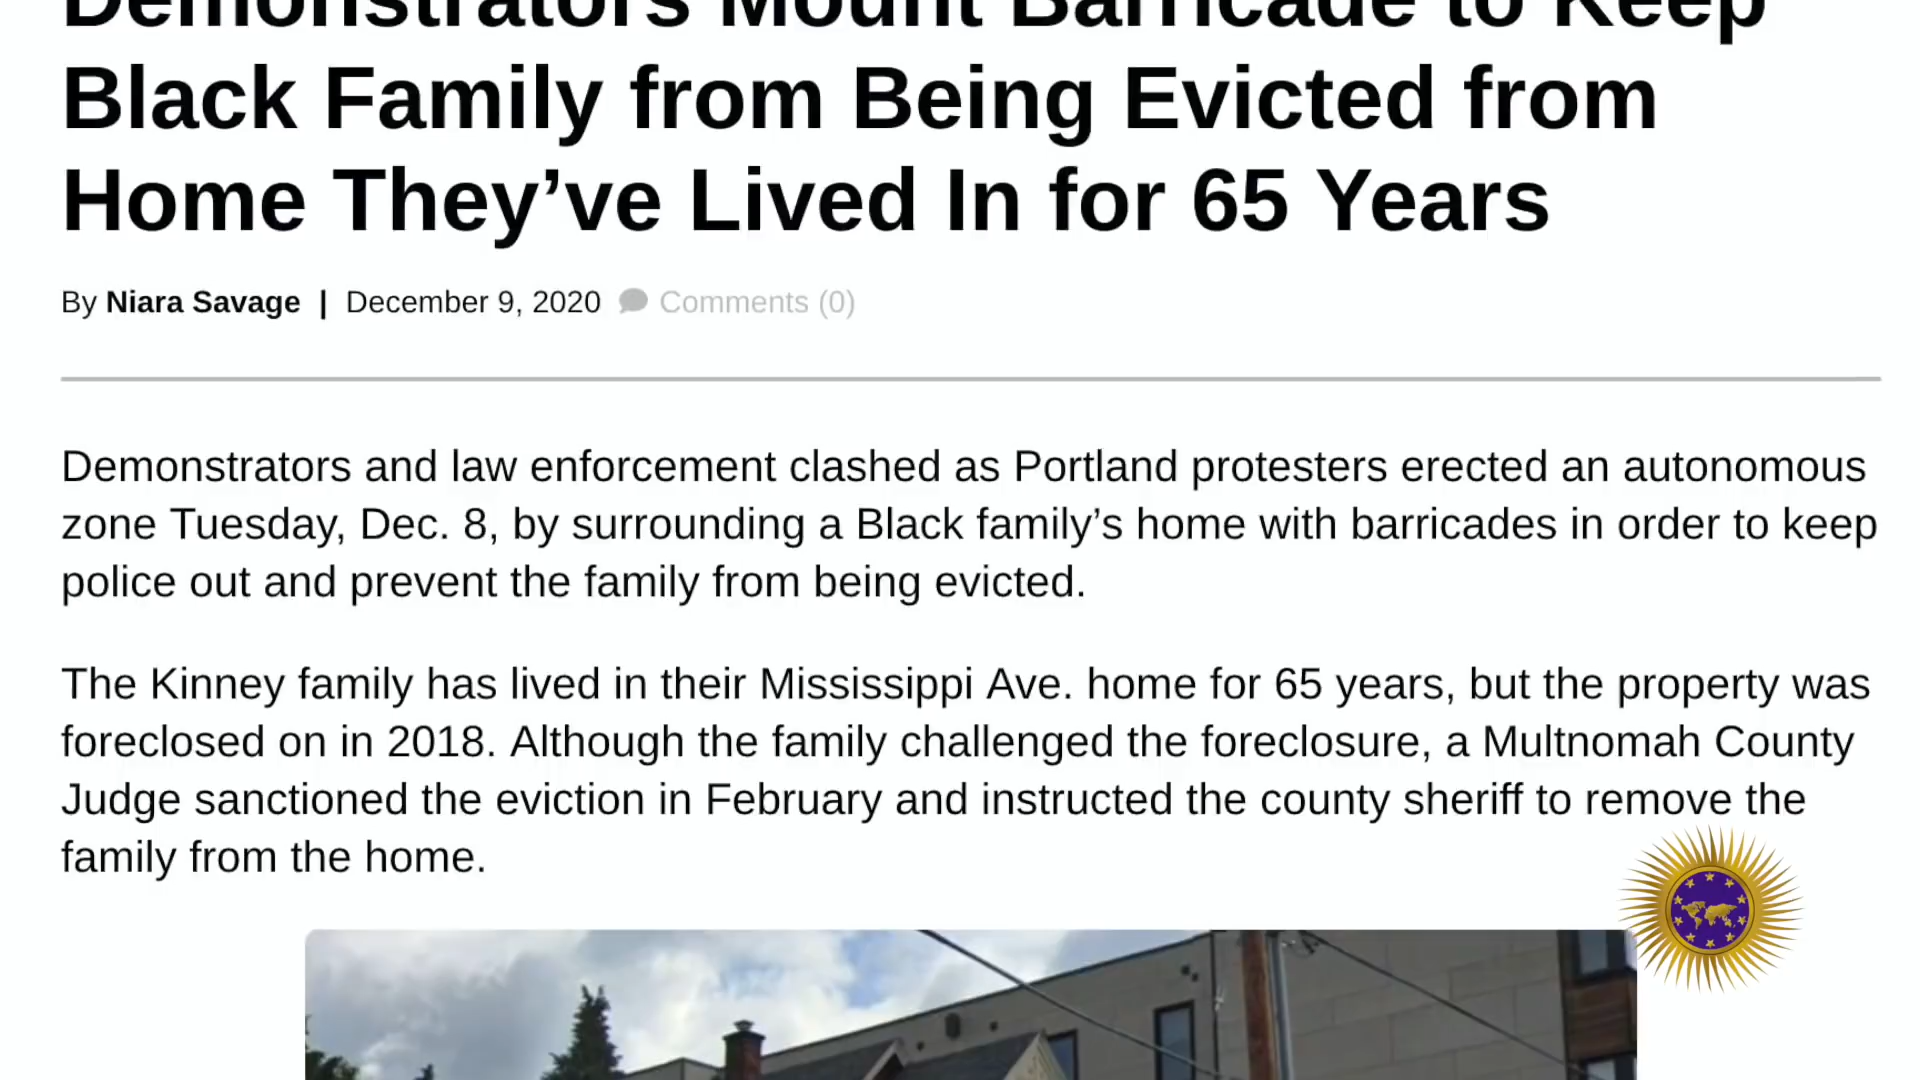 Demonstrators Mount Barricade to Keep
Black Family from Being Evicted from
Home They’ve Lived In for 65 Years
By Niara Savage | December 9, 2020 Comments (0)
Demonstrators and law enforcement clashed as Portland protesters erected an autonomous
zone Tuesday, Dec. 8, by surrounding a Black family’s home with barricades in order to keep
police out and prevent the family from being evicted.
The Kinney family has lived in their Mississippi Ave. home for 65 years, but the property was
foreclosed on in 2018. Although the family challenged the foreclosure, a Multnomah County
Judge sanctioned the eviction in February and instructed the county sheriff to remove the
family from the home.